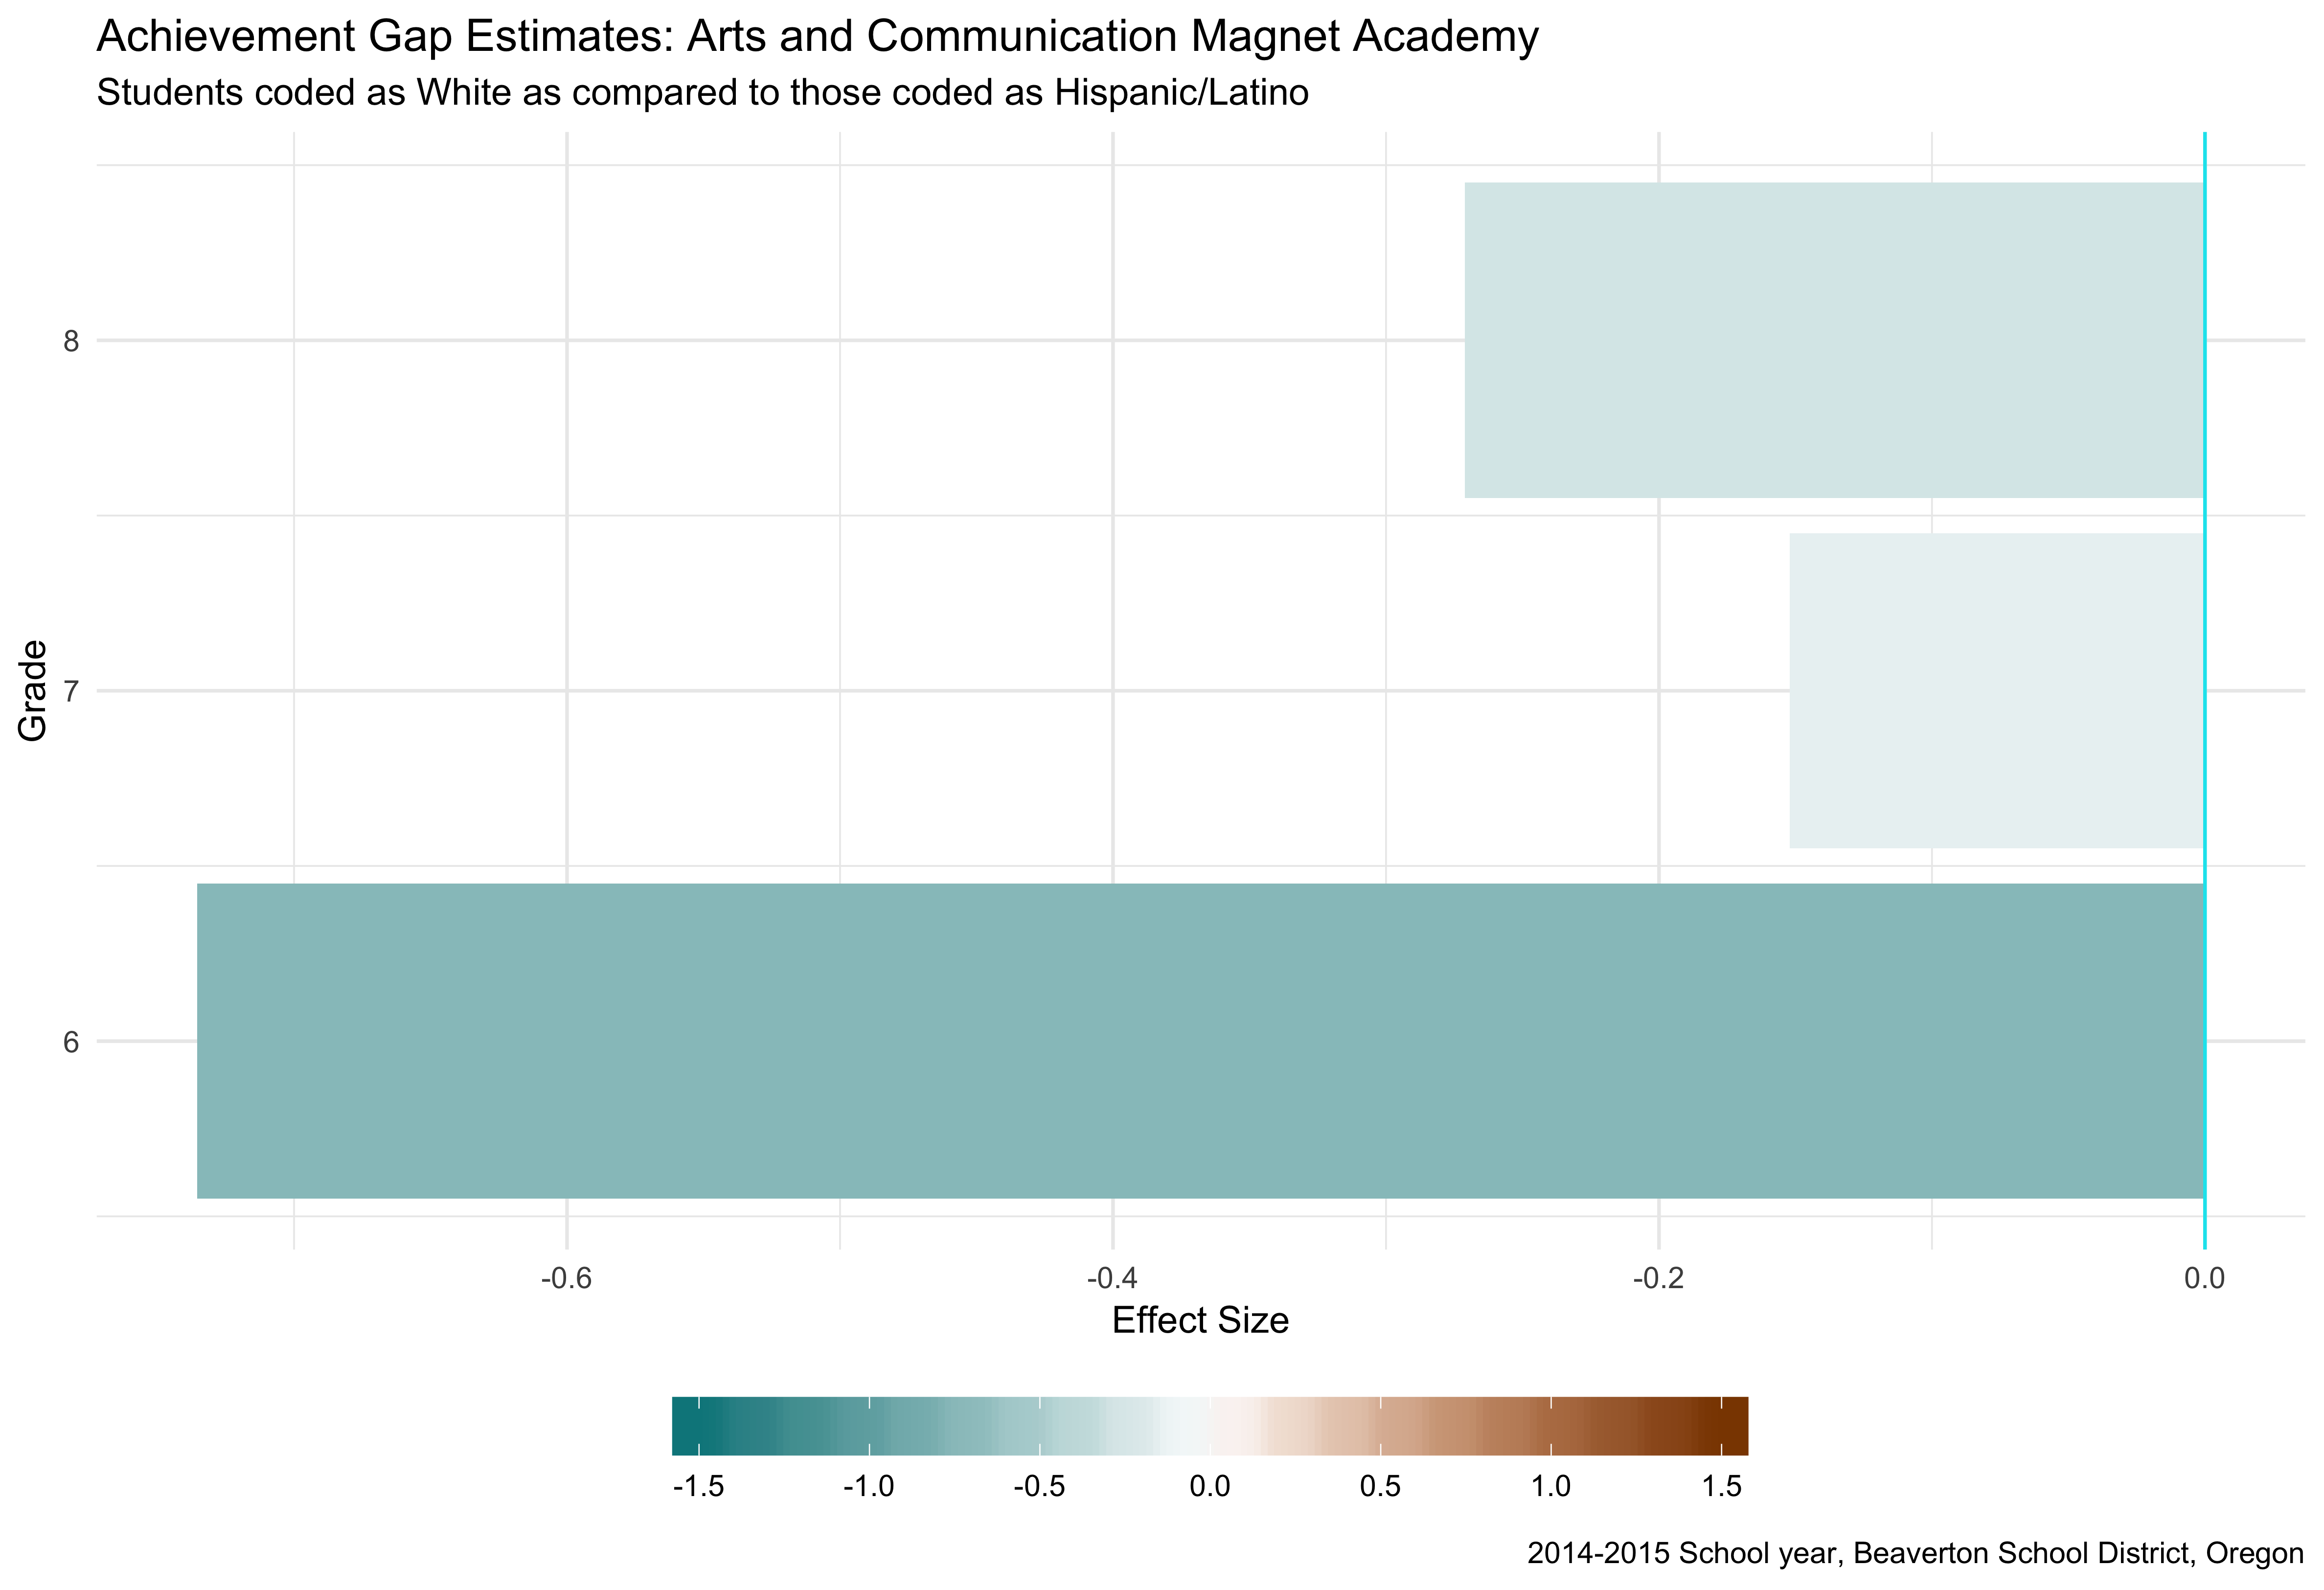 Achievement Gap Estimates: Arts and Communication Magnet Academy
Students coded as White as compared to those coded as Hispanic/Latino
Grade
8
7
6
-0.6 -0.4 -0.2 0.0
Effect Size
-1.5 -1.0 -0.5 0.0 0.5 1.0 1.5
2014-2015 School year, Beaverton School District, Oregon